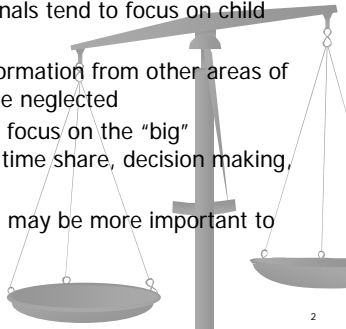 nals tend to focus on child
ormation from other areas of
e neglected
focus on the “big”
time share, decision making,
may be more important to
2